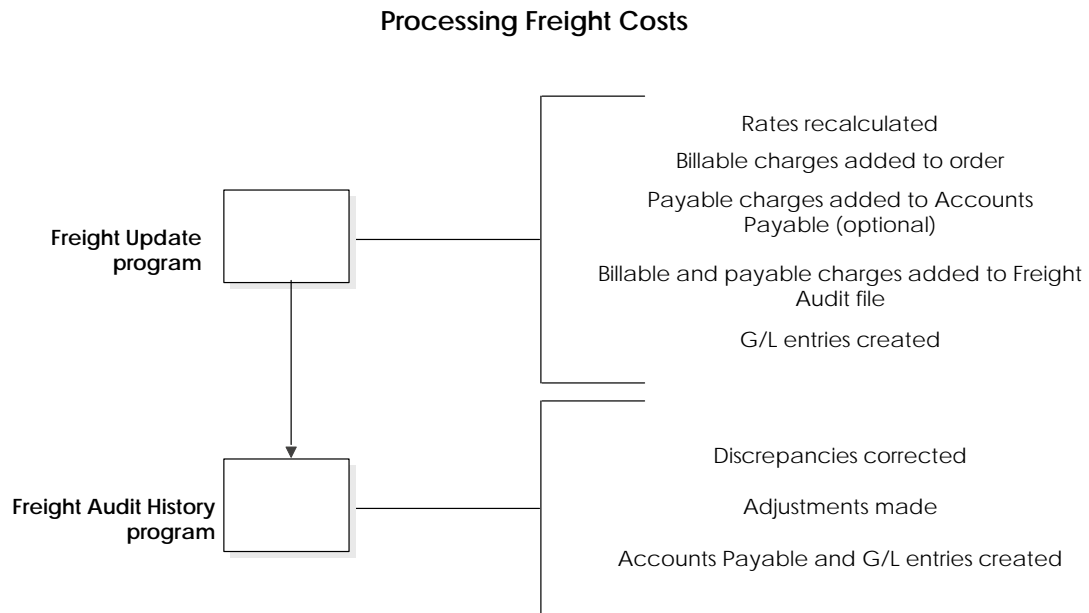 Processing Freight Costs
Rates recalculated
Billable charges added to order
Payable charges added to Accounts
Payable (optional)
Freight Update
program
Billable and payable charges added to Freight
Audit file
G/L entries created
Discrepancies corrected
Freight Audit History
program
Adjustments made
Accounts Payable and G/L entries created